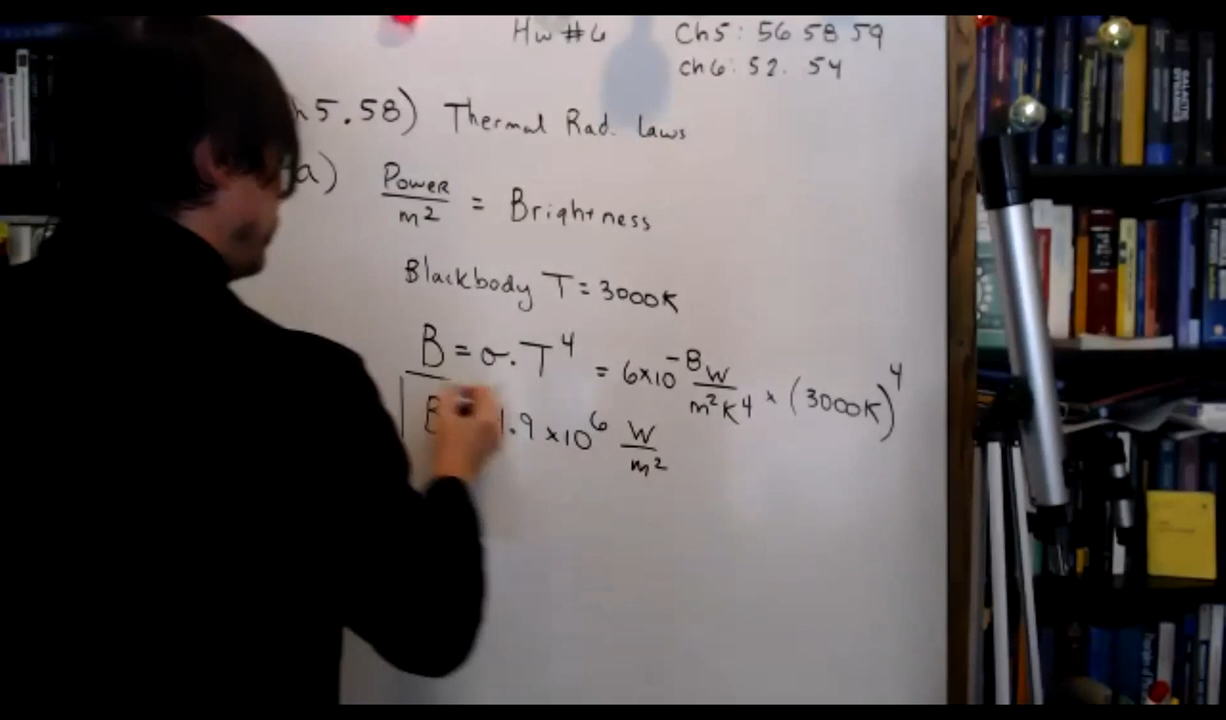 Hw #6 Ch5: 56 58 59
Ch6: 52. 54
h5.58) Thermal Rad. Laws
a) Power/m² = Brightness
Blackbody T = 3000K
B = σ. T⁴ = 6×10⁻⁸ W/m²K⁴ × (3000K)⁴
B 1.9 ×10⁶ W/m²